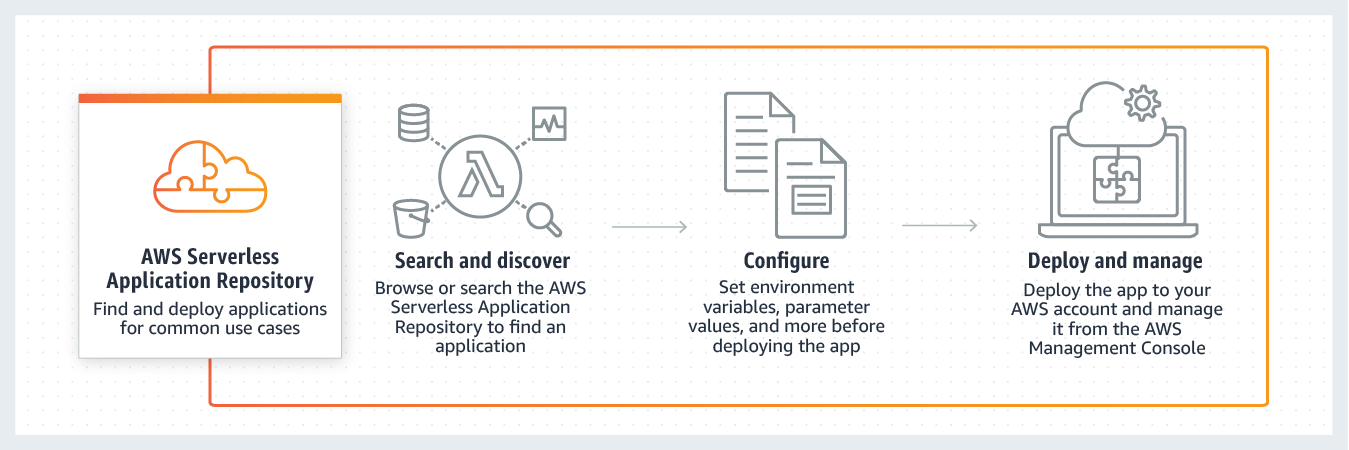 AWS Serverless
Application Repository
Find and deploy applications
for common use cases
Search and discover
Browse or search the AWS
Serverless Application
Repository to find an
application
Configure
Set environment
variables, parameter
values, and more before
deploying the app
Deploy and manage
Deploy the app to your
AWS account and manage
it from the AWS
Management Console